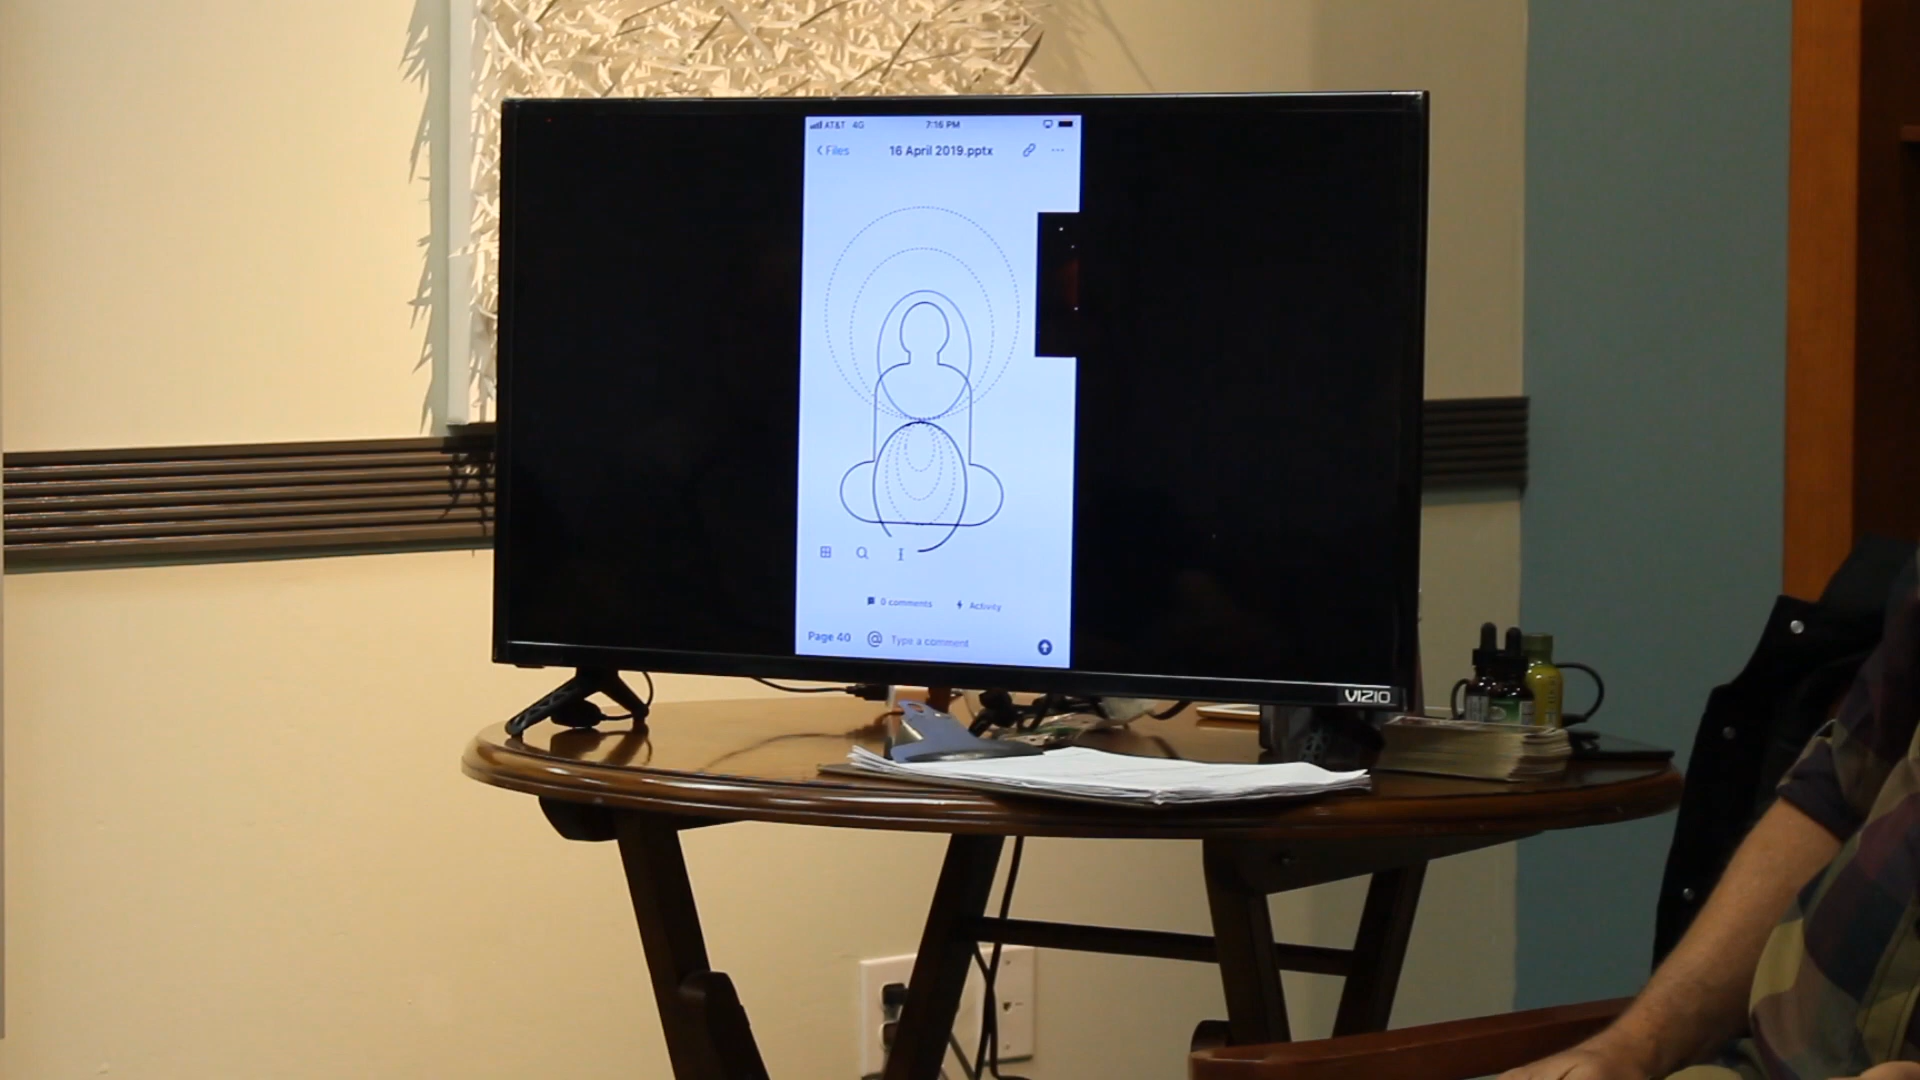 AT&T 4G 7:16 PM
Files 16 April 2019.pptx
0 comments Activity
Page 40 @ Type a comment
VIZIO